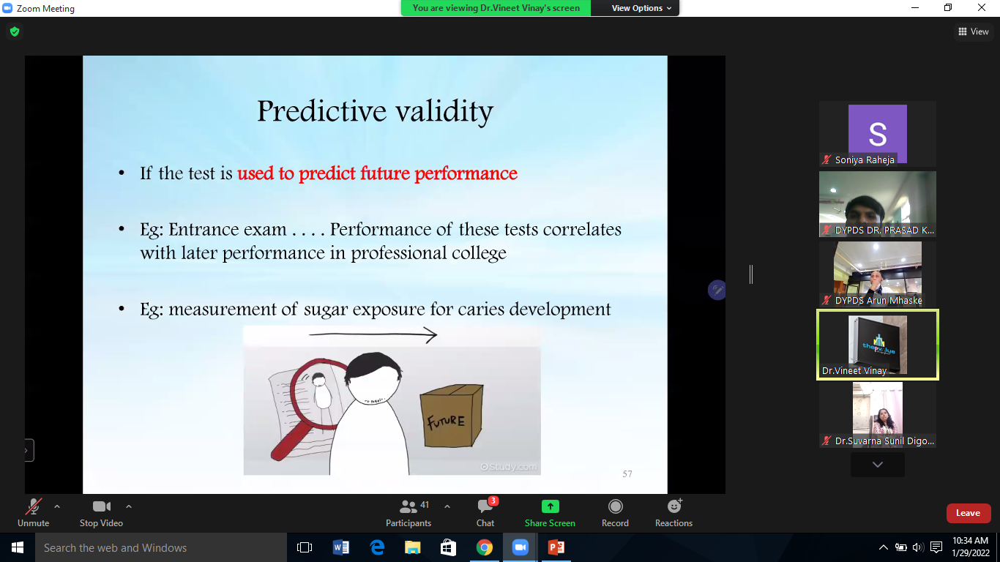 Zoom Meeting
You are viewing Dr.Vineet Vinay's screen
View Options
View
Predictive validity
• If the test is used to predict future performance
• Eg: Entrance exam . . . . Performance of these tests correlates
with later performance in professional college
• Eg: measurement of sugar exposure for caries development
FUTURE
Study.com
57
S
Soniya Raheja
DYPDS DR. PRASAD K...
DYPDS Arun Mhaske
Dr.Vineet Vinay
Dr.Suvarna Sunil Digo...
Unmute
Stop Video
41
Participants
3
Chat
Share Screen
Record
Reactions
Leave
Search the web and Windows
10:34 AM
1/29/2022